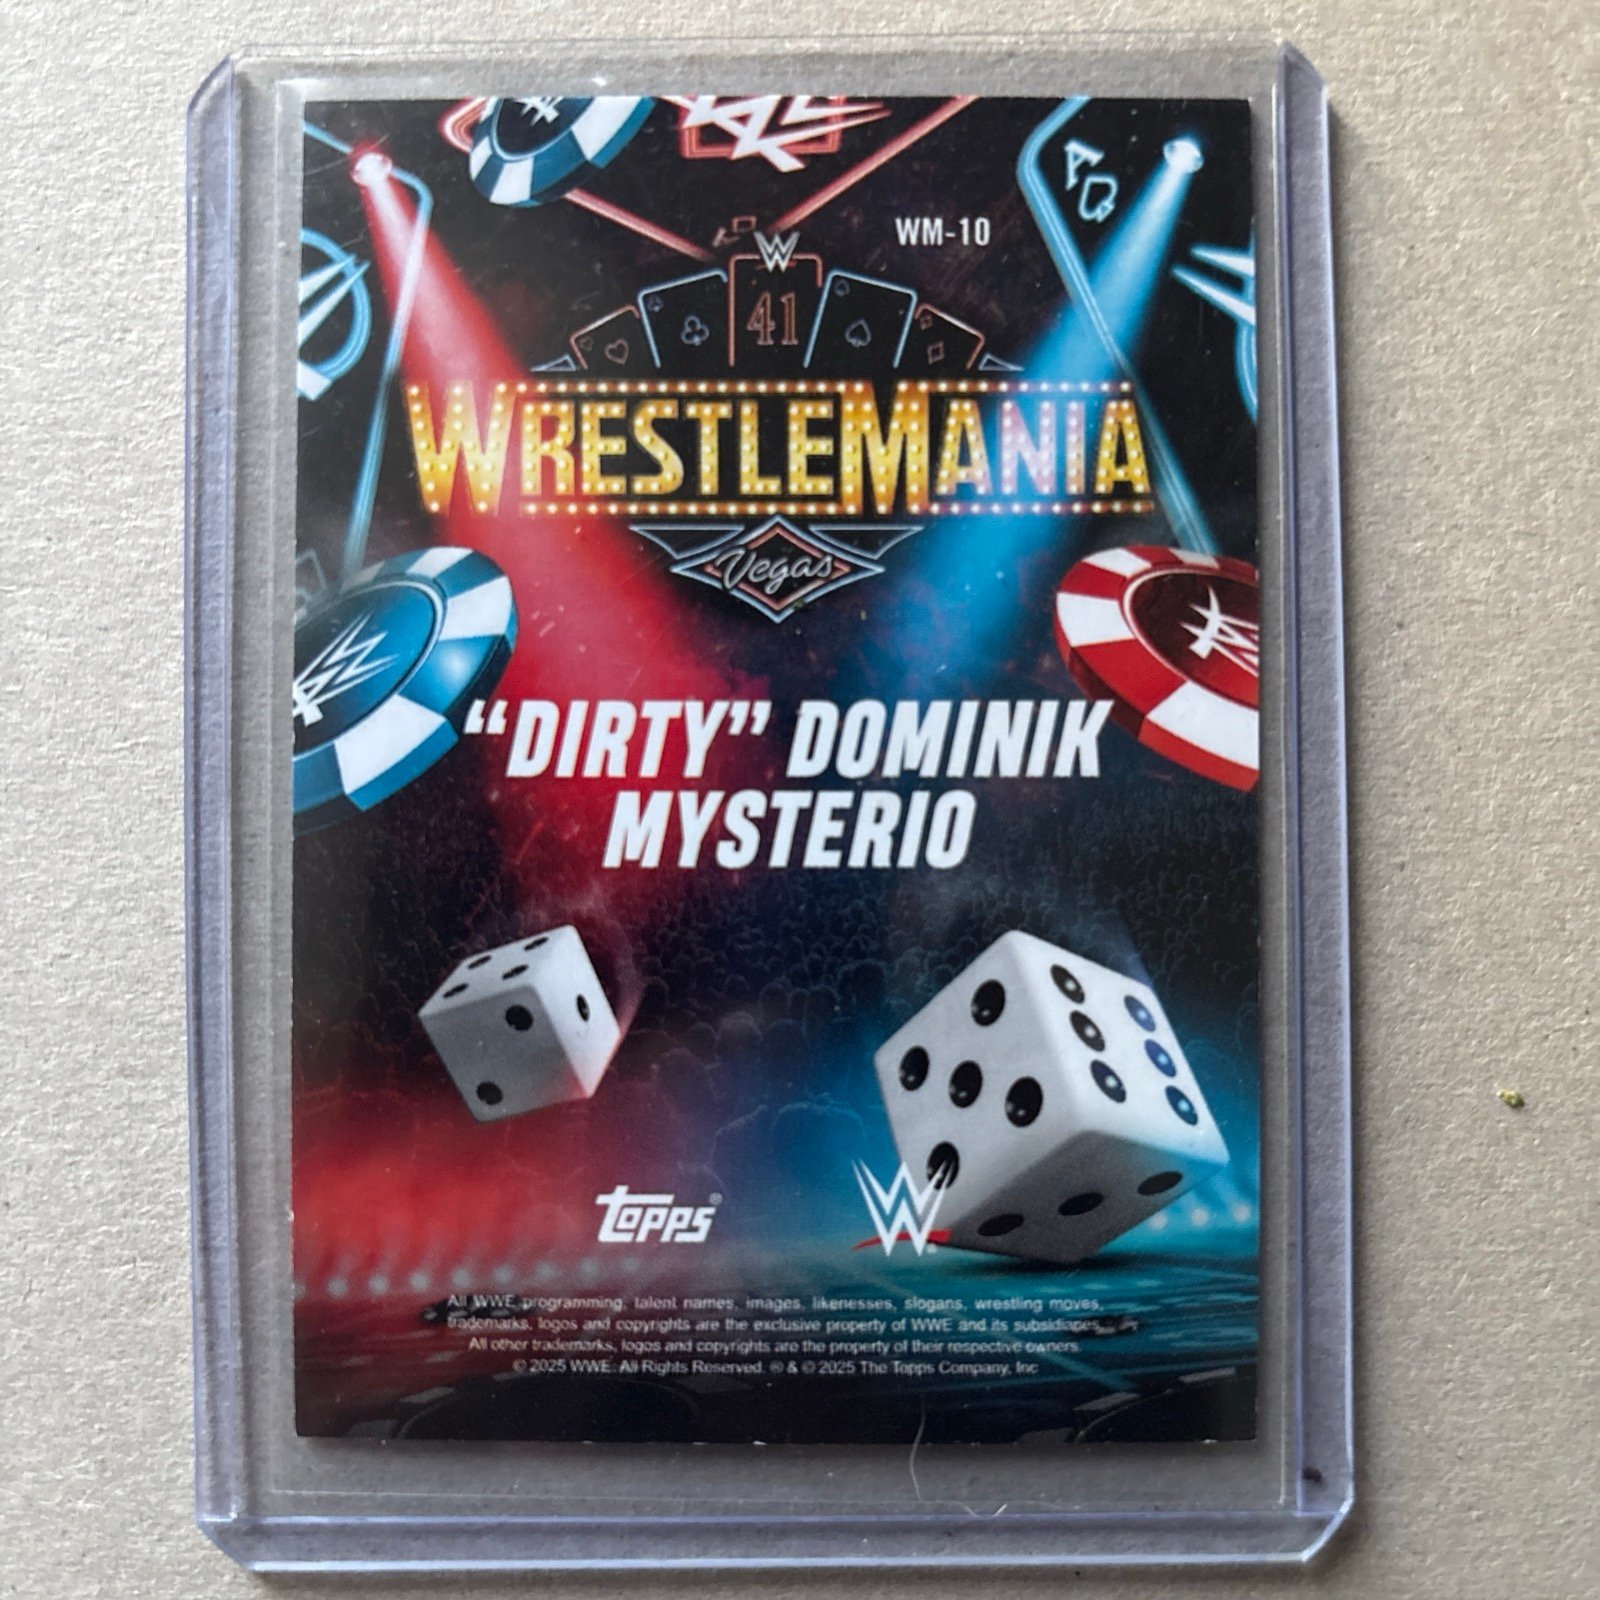 A
WM-10
W
41
WRESTLEMANIA
Vegas
“DIRTY” DOMINIK
MYSTERIO
topps®
W
All WWE programming, talent names, images, likenesses, slogans, wrestling moves,
trademarks, logos and copyrights are the exclusive property of WWE and its subsidiaries.
All other trademarks, logos and copyrights are the property of their respective owners.
© 2025 WWE. All Rights Reserved. ® & © 2025 The Topps Company, Inc